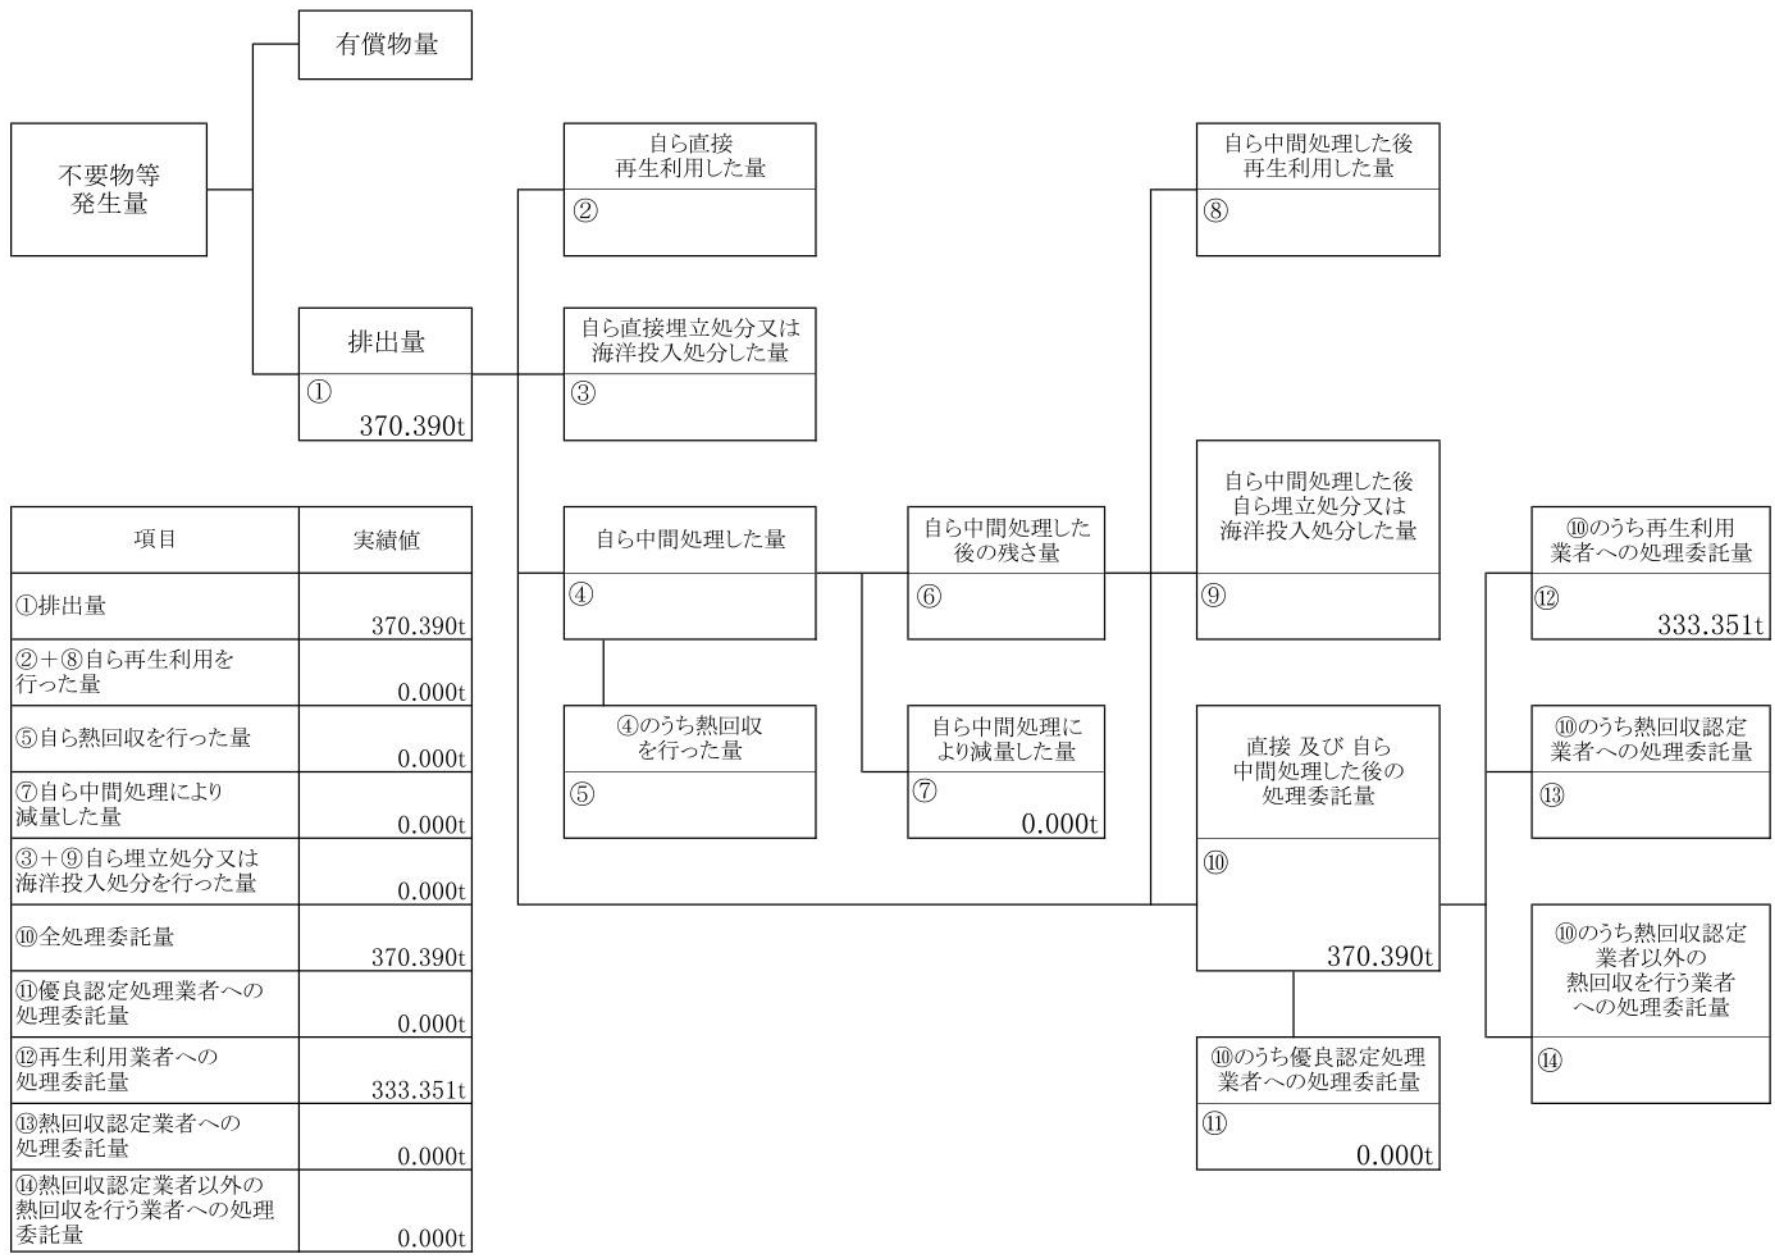 有償物量
不要物等
発生量
自ら直接
再生利用した量
②
自ら中間処理した後
再生利用した量
⑧
排出量
①
370.390t
自ら直接埋立処分又は
海洋投入処分した量
③
自ら中間処理した量
④
自ら中間処理した
後の残さ量
⑥
自ら中間処理した後
自ら埋立処分又は
海洋投入処分した量
⑨
⑩のうち再生利用
業者への処理委託量
⑫
333.351t
④のうち熱回収
を行った量
⑤
自ら中間処理に
より減量した量
⑦
0.000t
直接 及び 自ら
中間処理した後の
処理委託量
⑩
370.390t
⑩のうち熱回収認定
業者への処理委託量
⑬
⑩のうち熱回収認定
業者以外の
熱回収を行う業者
への処理委託量
⑭
⑩のうち優良認定処理
業者への処理委託量
⑪
0.000t
項目
実績値
①排出量
370.390t
②+⑧自ら再生利用を
行った量
0.000t
⑤自ら熱回収を行った量
0.000t
⑦自ら中間処理により
減量した量
0.000t
③+⑨自ら埋立処分又は
海洋投入処分を行った量
0.000t
⑩全処理委託量
370.390t
⑪優良認定処理業者への
処理委託量
0.000t
⑫再生利用業者への
処理委託量
333.351t
⑬熱回収認定業者への
処理委託量
0.000t
⑭熱回収認定業者以外の
熱回収を行う業者への処理
委託量
0.000t